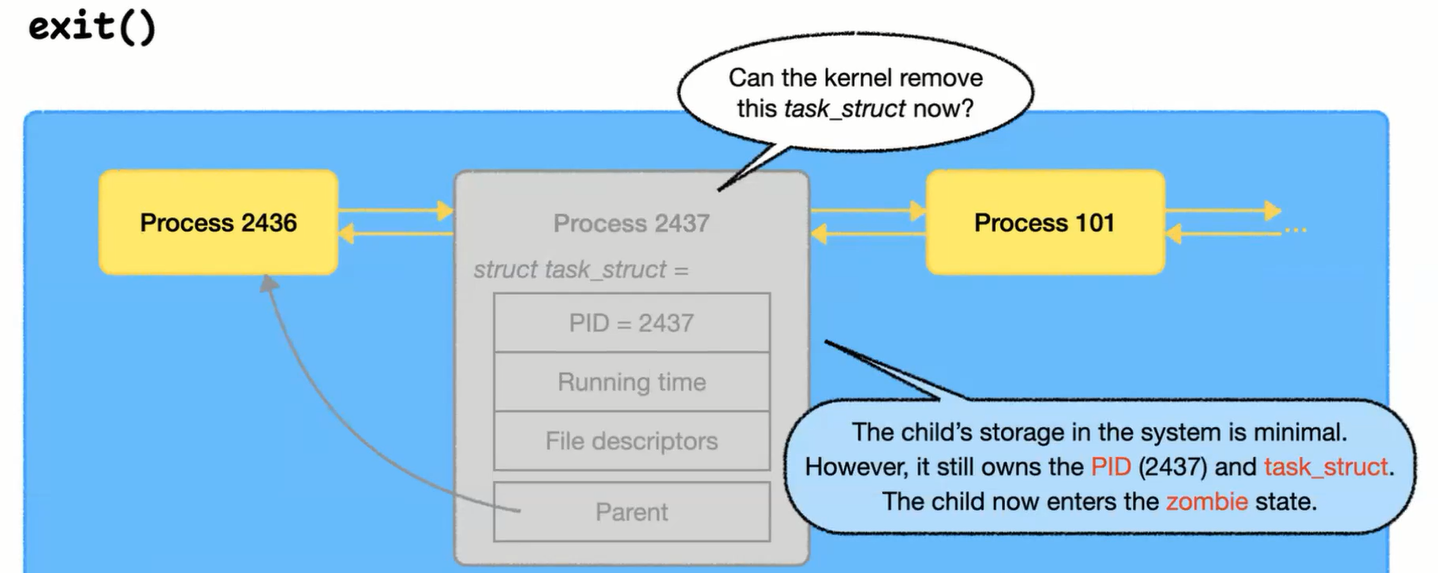 exit()
Can the kernel remove
this task_struct now?
Process 2436
Process 2437
Process 101
...
struct task_struct =
PID = 2437
Running time
File descriptors
Parent
The child’s storage in the system is minimal.
However, it still owns the PID (2437) and task_struct.
The child now enters the zombie state.